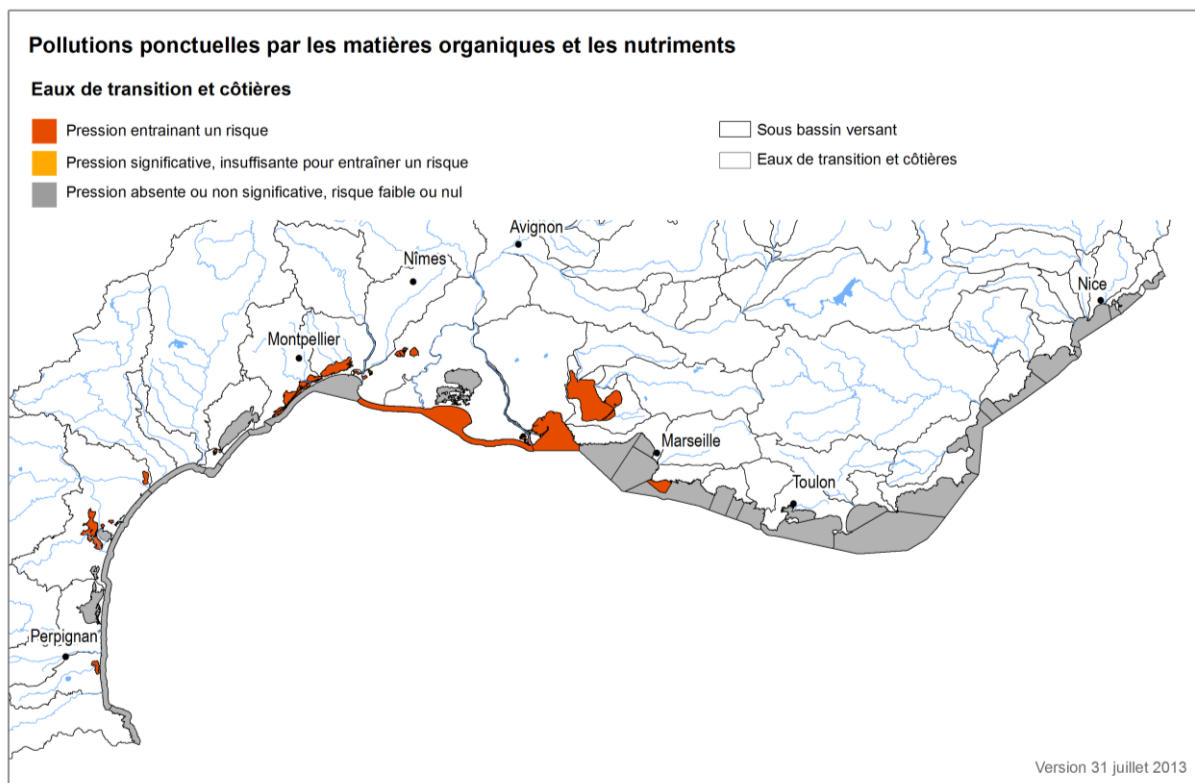 Pollutions ponctuelles par les matières organiques et les nutriments
Eaux de transition et côtières
Pression entrainant un risque
Pression significative, insuffisante pour entraîner un risque
Pression absente ou non significative, risque faible ou nul
Sous bassin versant
Eaux de transition et côtières
Avignon
Nîmes
Nice
Montpellier
Marseille
Toulon
Perpignan
Version 31 juillet 2013